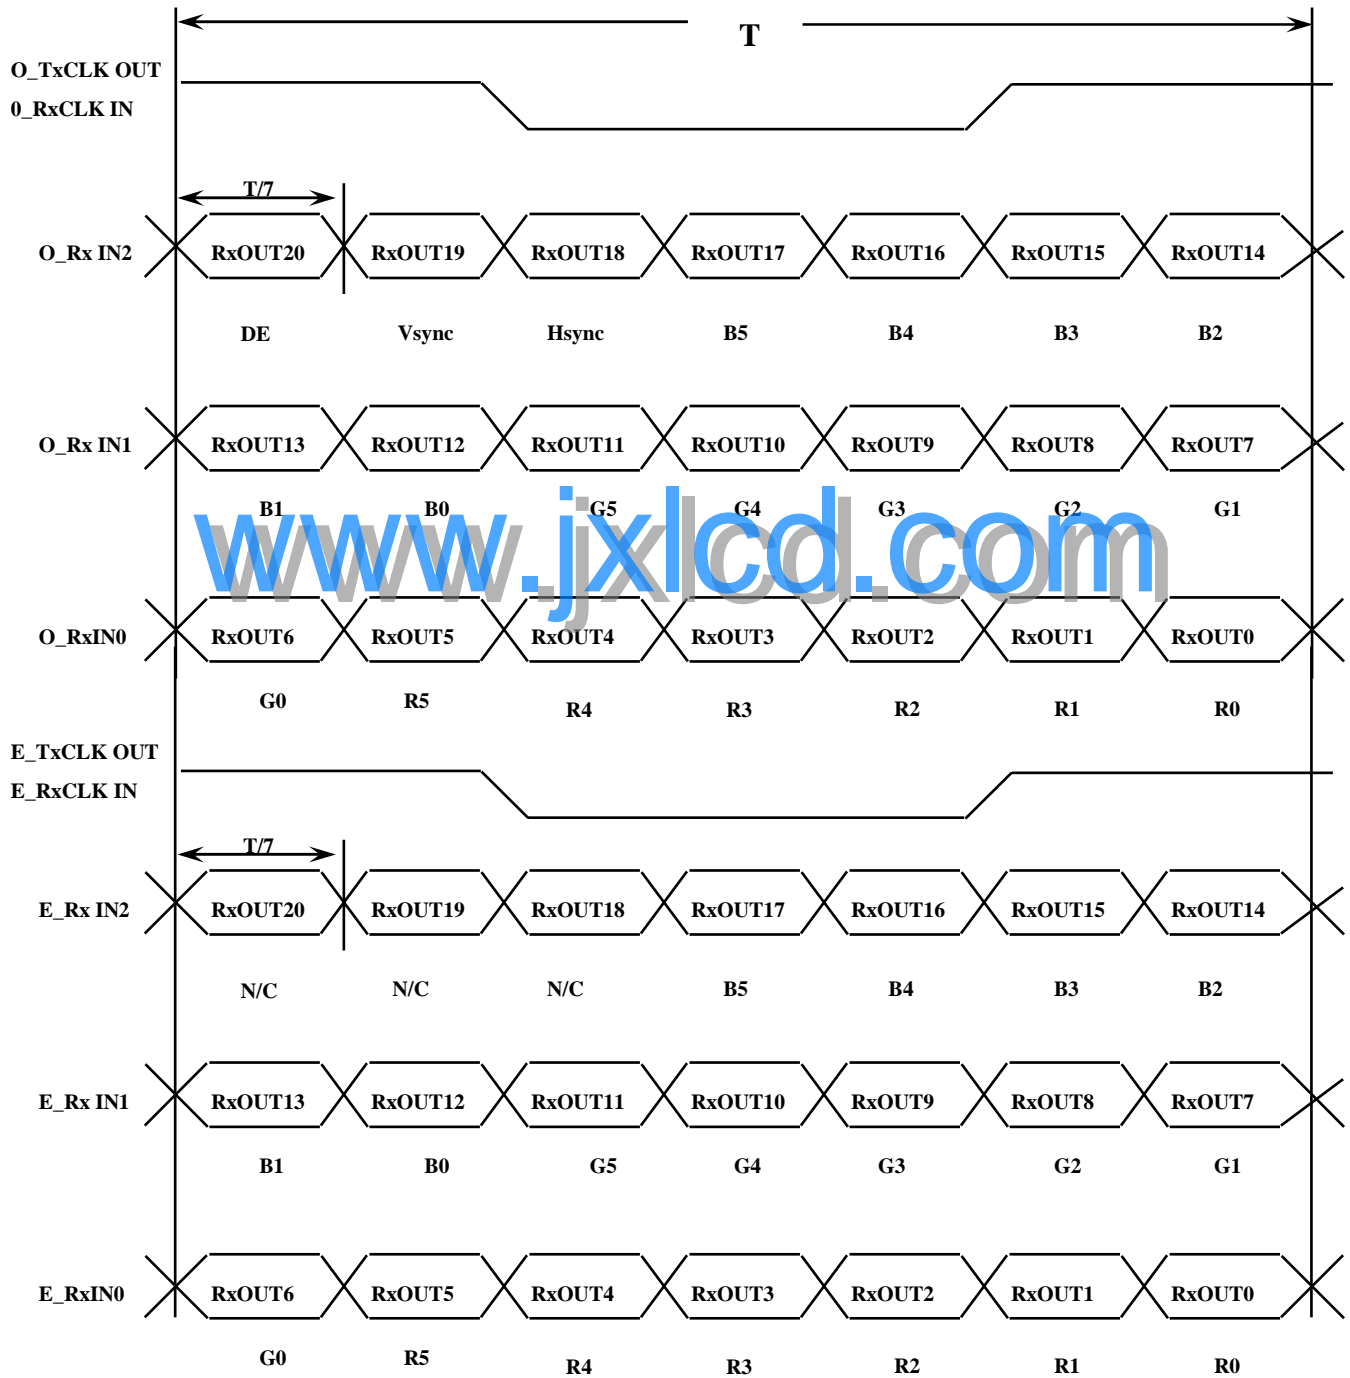 T
O_TxCLK OUT
0_RxCLK IN
T/7
O_Rx IN2 RxOUT20 RxOUT19 RxOUT18 RxOUT17 RxOUT16 RxOUT15 RxOUT14
DE Vsync Hsync B5 B4 B3 B2
O_Rx IN1 RxOUT13 RxOUT12 RxOUT11 RxOUT10 RxOUT9 RxOUT8 RxOUT7
B1 B0 G5 G4 G3 G2 G1
www.jxlcd.com
O_RxIN0 RxOUT6 RxOUT5 RxOUT4 RxOUT3 RxOUT2 RxOUT1 RxOUT0
G0 R5 R4 R3 R2 R1 R0
E_TxCLK OUT
E_RxCLK IN
T/7
E_Rx IN2 RxOUT20 RxOUT19 RxOUT18 RxOUT17 RxOUT16 RxOUT15 RxOUT14
N/C N/C N/C B5 B4 B3 B2
E_Rx IN1 RxOUT13 RxOUT12 RxOUT11 RxOUT10 RxOUT9 RxOUT8 RxOUT7
B1 B0 G5 G4 G3 G2 G1
E_RxIN0 RxOUT6 RxOUT5 RxOUT4 RxOUT3 RxOUT2 RxOUT1 RxOUT0
G0 R5 R4 R3 R2 R1 R0